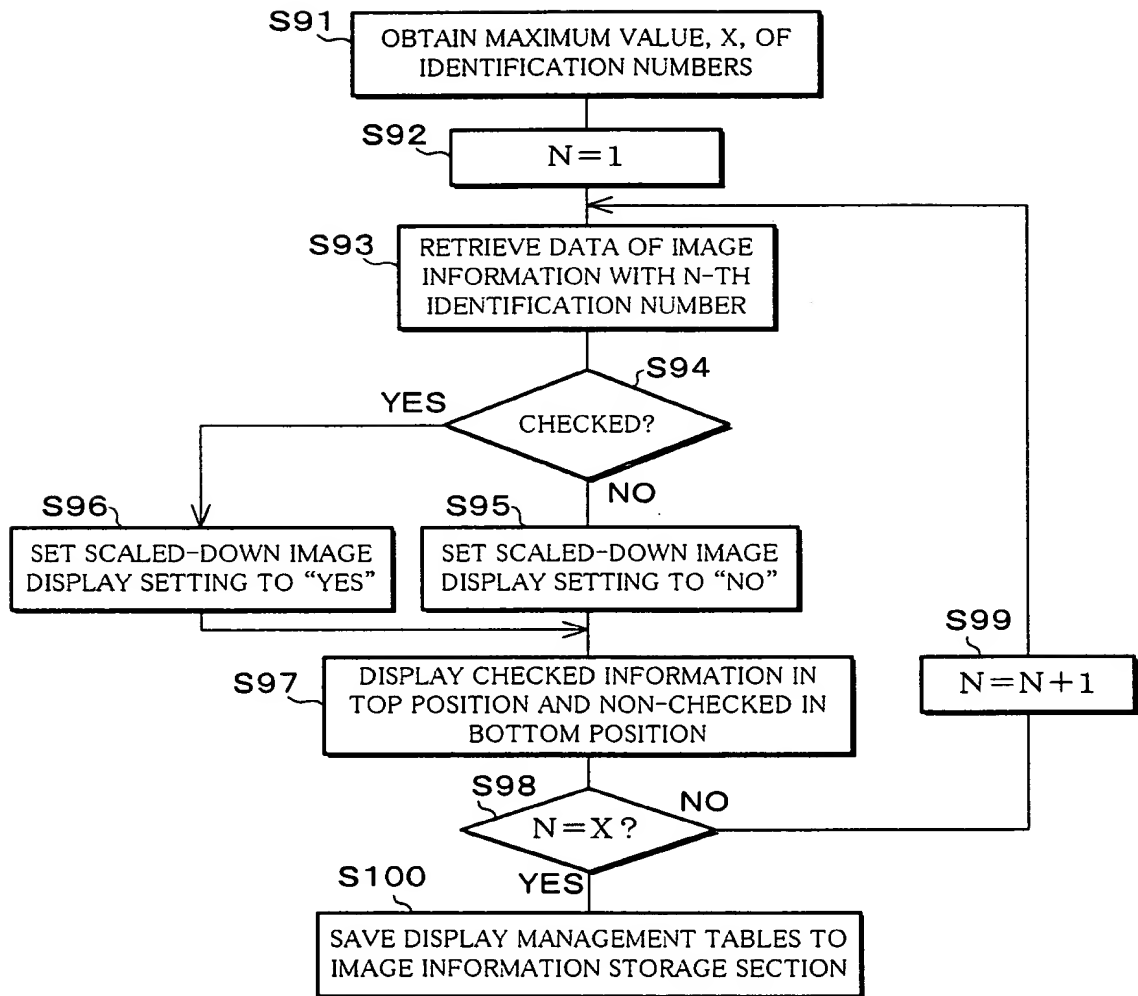 S91
OBTAIN MAXIMUM VALUE, X, OF
IDENTIFICATION NUMBERS
S92
N=1
S93
RETRIEVE DATA OF IMAGE
INFORMATION WITH N-TH
IDENTIFICATION NUMBER
S94
YES
CHECKED?
NO
S96
SET SCALED-DOWN IMAGE
DISPLAY SETTING TO “YES”
S95
SET SCALED-DOWN IMAGE
DISPLAY SETTING TO “NO”
S99
N=N+1
S97
DISPLAY CHECKED INFORMATION IN
TOP POSITION AND NON-CHECKED IN
BOTTOM POSITION
S98
NO
N=X?
YES
S100
SAVE DISPLAY MANAGEMENT TABLES TO
IMAGE INFORMATION STORAGE SECTION